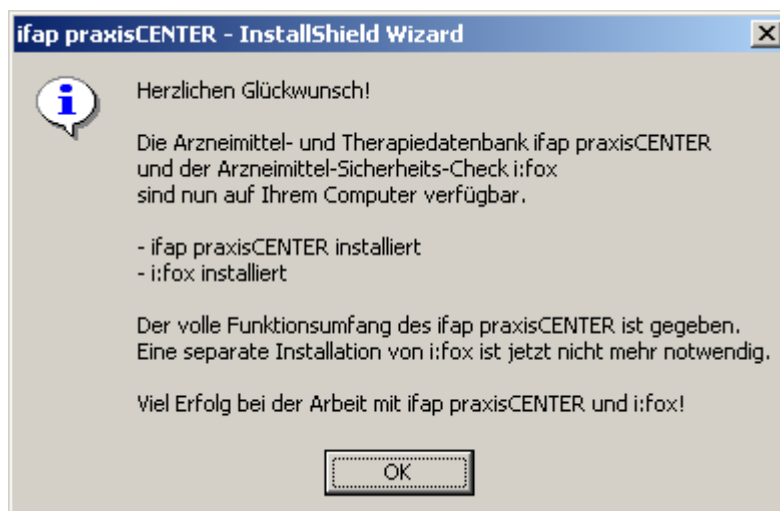 ifap praxisCENTER - InstallShield Wizard
Herzlichen Glückwunsch!
Die Arzneimittel- und Therapiedatenbank ifap praxisCENTER
und der Arzneimittel-Sicherheits-Check i:fox
sind nun auf Ihrem Computer verfügbar.
- ifap praxisCENTER installiert
- i:fox installiert
Der volle Funktionsumfang des ifap praxisCENTER ist gegeben.
Eine separate Installation von i:fox ist jetzt nicht mehr notwendig.
Viel Erfolg bei der Arbeit mit ifap praxisCENTER und i:fox!
OK